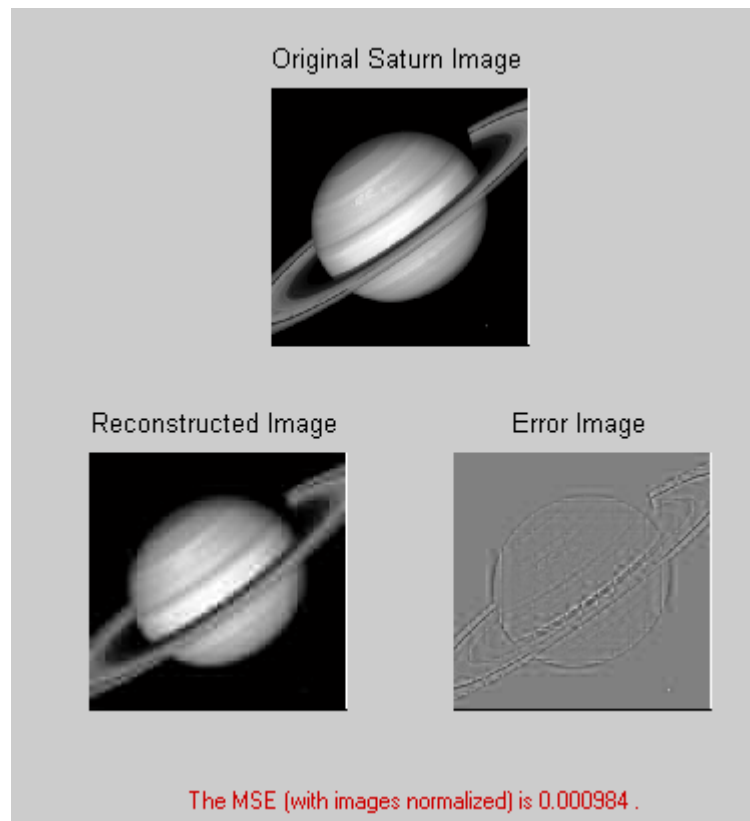 Original Saturn Image
Reconstructed Image
Error Image
The MSE (with images normalized) is 0.000984 .